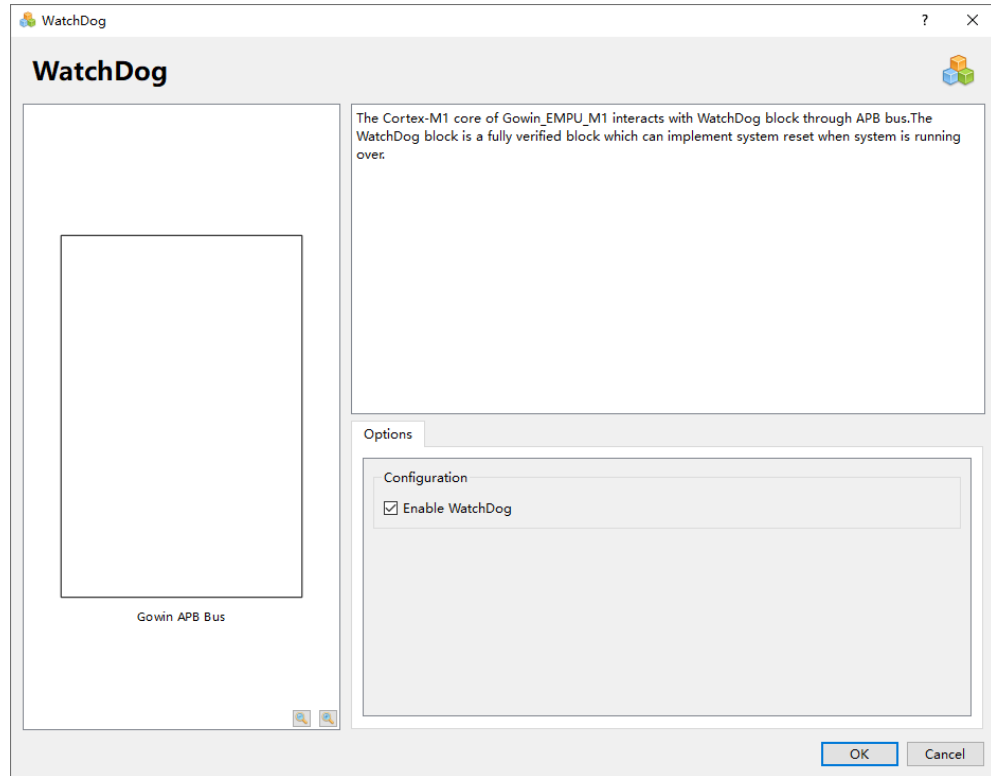 WatchDog
?
WatchDog
The Cortex-M1 core of Gowin_EMPU_M1 interacts with WatchDog block through APB bus.The
WatchDog block is a fully verified block which can implement system reset when system is running
over.
Gowin APB Bus
Options
Configuration
Enable WatchDog
OK
Cancel